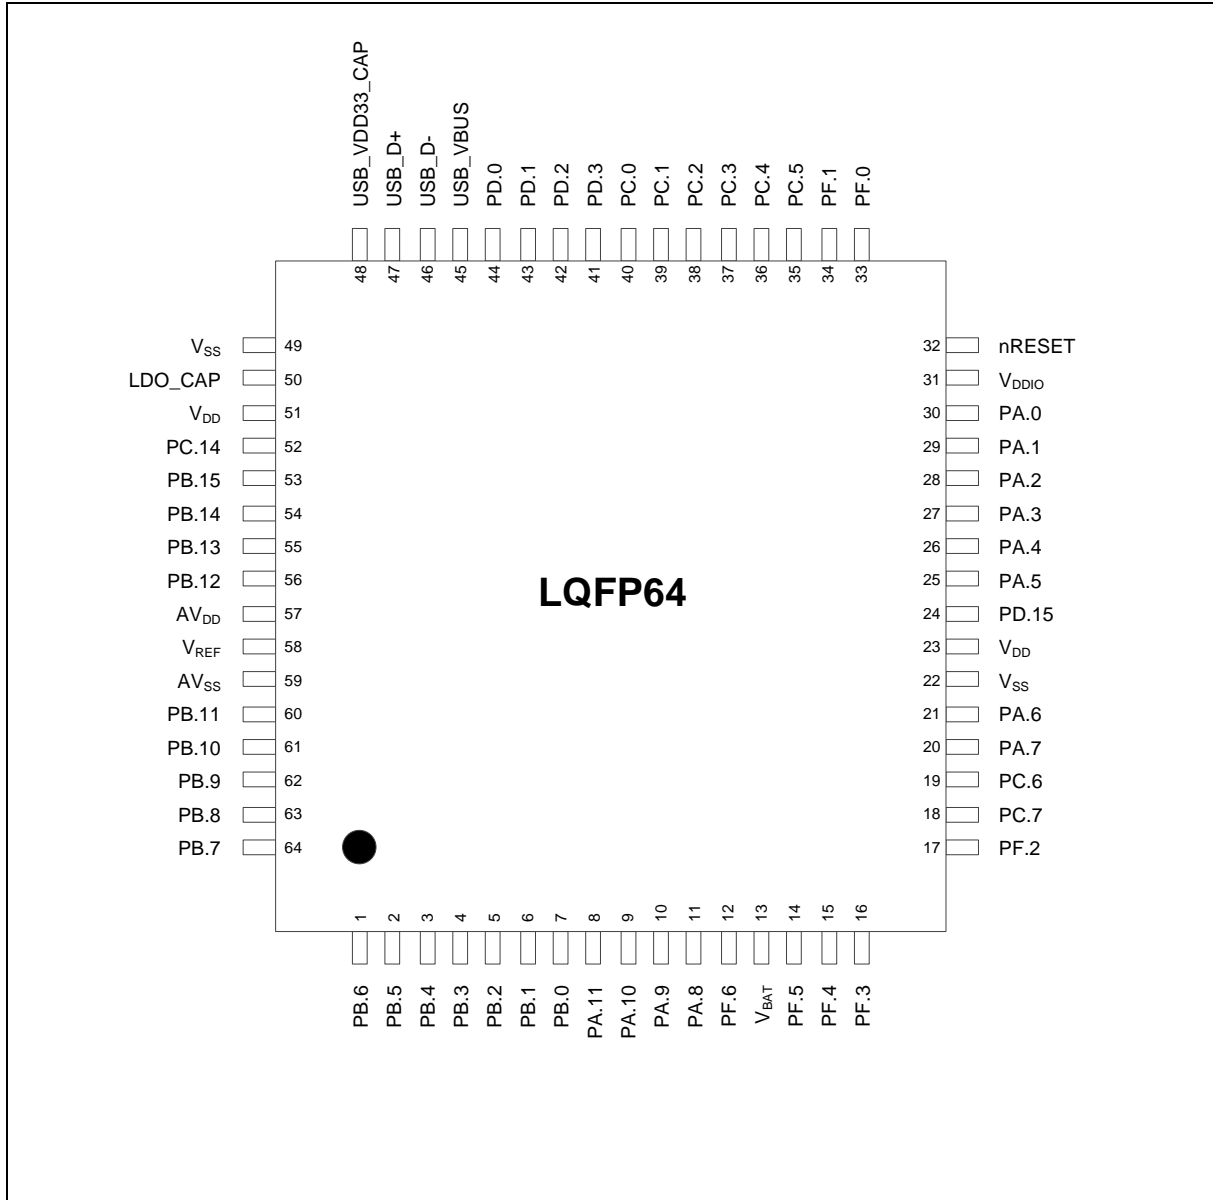 USB_VDD33_CAP
USB_D+
USB_D-
USB_VBUS
PD.0
PD.1
PD.2
PD.3
PC.0
PC.1
PC.2
PC.3
PC.4
PC.5
PF.1
PF.0
48
47
46
45
44
43
42
41
40
39
38
37
36
35
34
33
VSS 49
LDO_CAP 50
VDD 51
PC.14 52
PB.15 53
PB.14 54
PB.13 55
PB.12 56
AVDD 57
VREF 58
AVSS 59
PB.11 60
PB.10 61
PB.9 62
PB.8 63
PB.7 64
LQFP64
32 nRESET
31 VDDIO
30 PA.0
29 PA.1
28 PA.2
27 PA.3
26 PA.4
25 PA.5
24 PD.15
23 VDD
22 VSS
21 PA.6
20 PA.7
19 PC.6
18 PC.7
17 PF.2
1
2
3
4
5
6
7
8
9
10
11
12
13
14
15
16
PB.6
PB.5
PB.4
PB.3
PB.2
PB.1
PB.0
PA.11
PA.10
PA.9
PA.8
PF.6
VBAT
PF.5
PF.4
PF.3